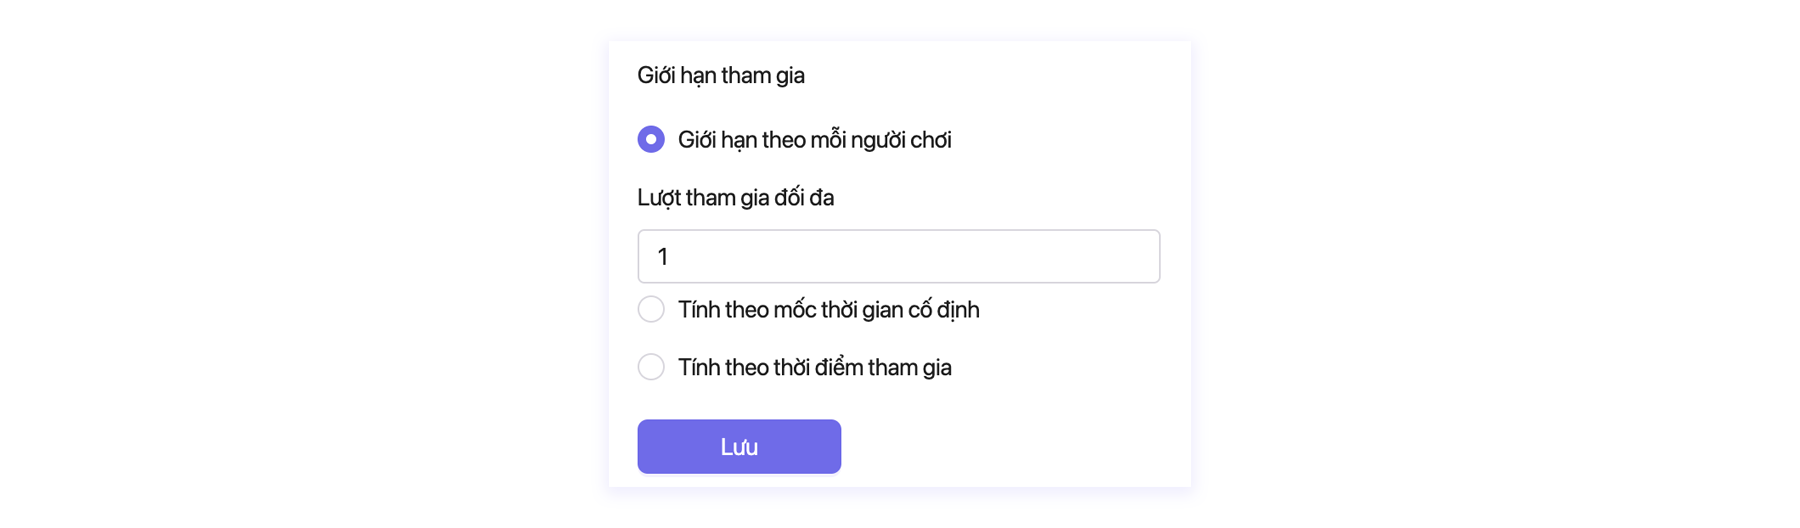 Giới hạn tham gia
Giới hạn theo mỗi người chơi
Lượt tham gia đối đa
1
Tính theo mốc thời gian cố định
Tính theo thời điểm tham gia
Lưu